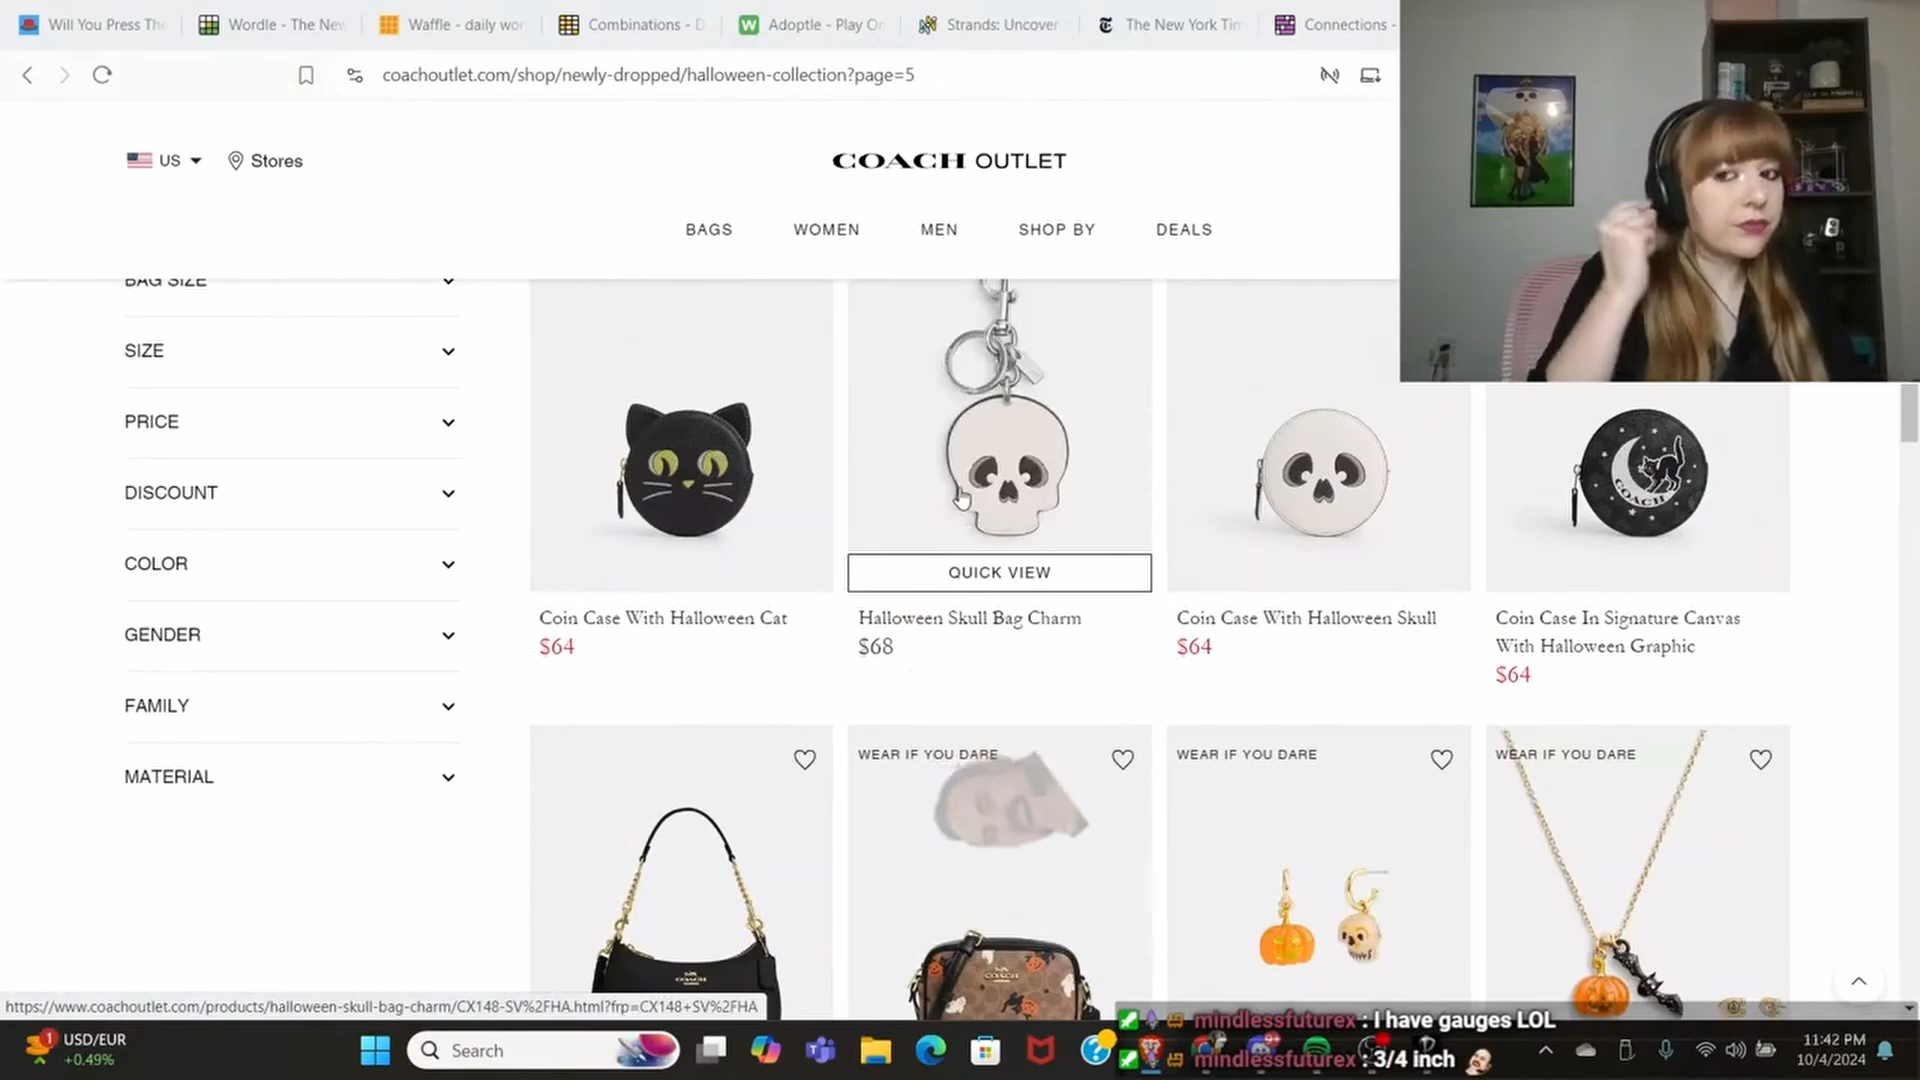 Will You Press The
Wordle - The New
Waffle - daily wor
Combinations - D
Adoptle - Play On
Strands: Uncover
The New York Tim
Connections -
coachoutlet.com/shop/newly-dropped/halloween-collection?page=5
US
Stores
COACH OUTLET
BAGS
WOMEN
MEN
SHOP BY
DEALS
BAG SIZE
SIZE
PRICE
DISCOUNT
COLOR
GENDER
FAMILY
MATERIAL
COACH
QUICK VIEW
Coin Case With Halloween Cat
$64
Halloween Skull Bag Charm
$68
Coin Case With Halloween Skull
$64
Coin Case In Signature Canvas
With Halloween Graphic
$64
WEAR IF YOU DARE
WEAR IF YOU DARE
WEAR IF YOU DARE
COACH
COACH
https://www.coachoutlet.com/products/halloween-skull-bag-charm/CX148-SV%2FHA.html?frp=CX148+SV%2FHA
mindlessfuturex : I have gauges LOL
mindlessfuturex : 3/4 inch
1
USD/EUR
+0.49%
Search
11:42 PM
10/4/2024